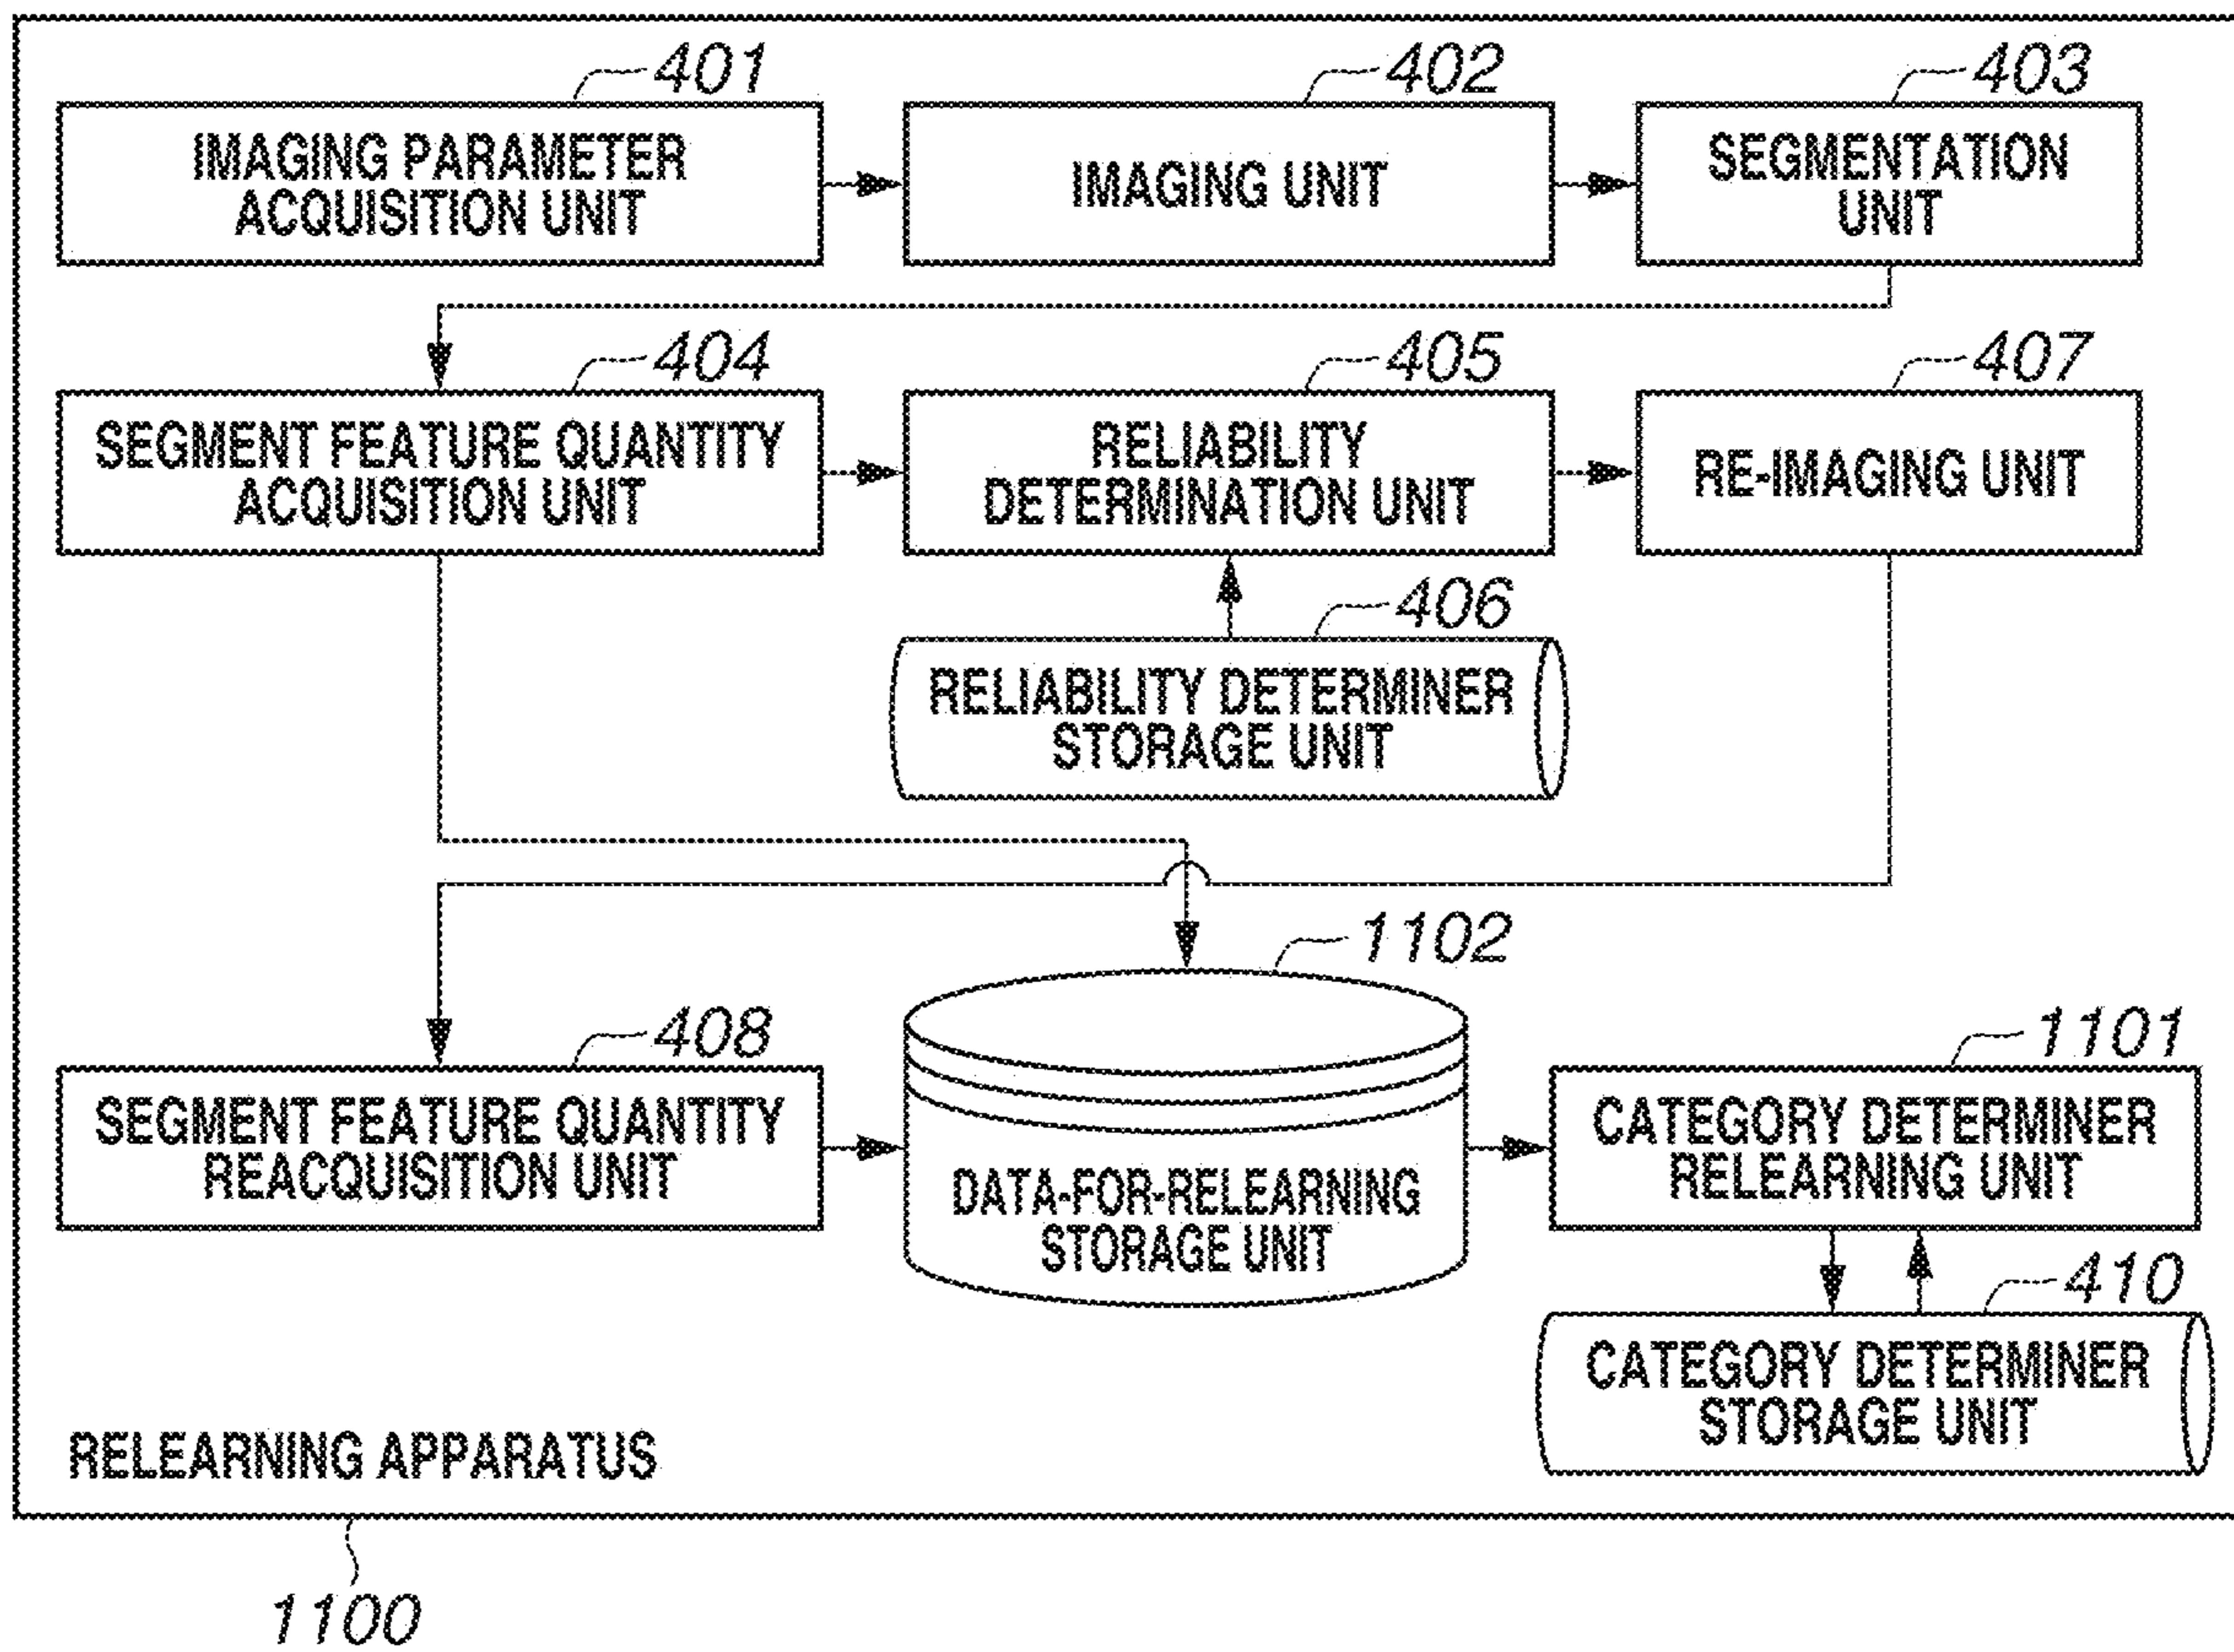 401
402
403
IMAGING PARAMETER
ACQUISITION UNIT
IMAGING UNIT
SEGMENTATION
UNIT
404
405
407
SEGMENT FEATURE QUANTITY
ACQUISITION UNIT
RELIABILITY
DETERMINATION UNIT
RE-IMAGING UNIT
406
RELIABILITY DETERMINER
STORAGE UNIT
1102
408
1101
SEGMENT FEATURE QUANTITY
REACQUISITION UNIT
DATA-FOR-RELEARNING
STORAGE UNIT
CATEGORY DETERMINER
RELEARNING UNIT
410
CATEGORY DETERMINER
STORAGE UNIT
RELEARNING APPARATUS
1100